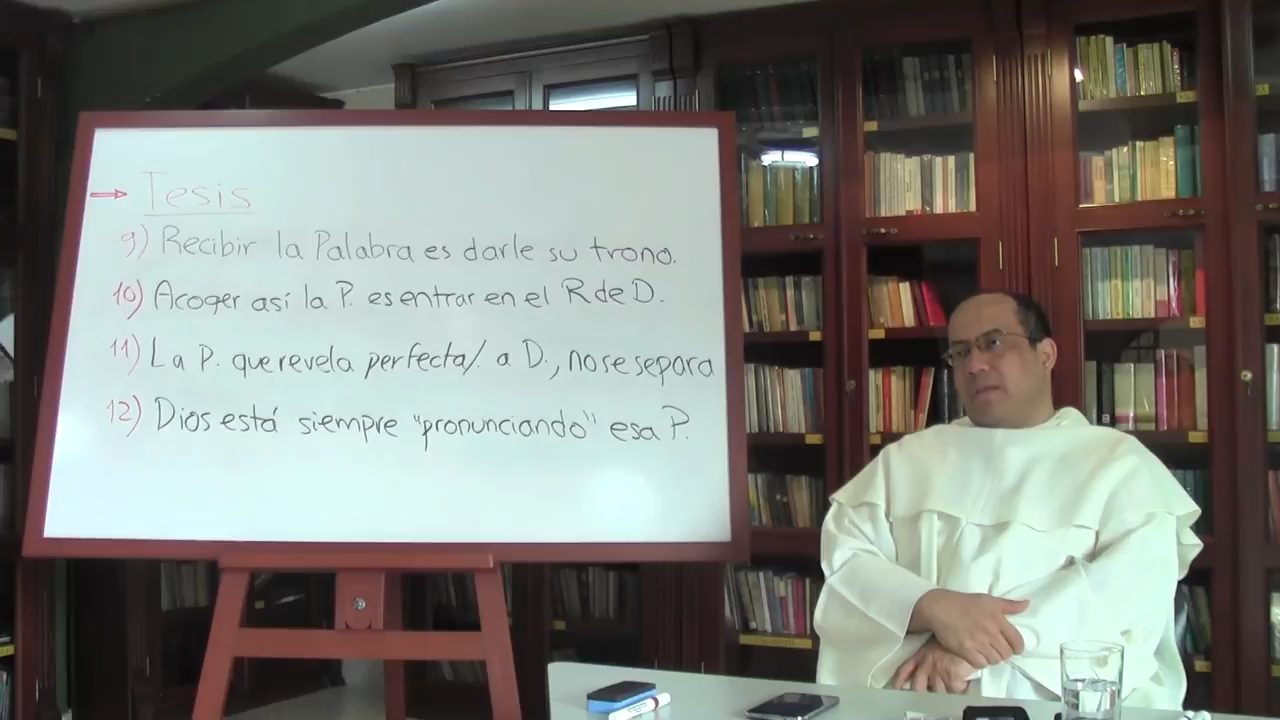 → Tesis
9) Recibir la Palabra es darle su trono.
10) Acoger así la P. es entrar en el R de D.
11) La P. que revela perfecta/. a D., no se separa
12) Dios está siempre "pronunciando" esa P.